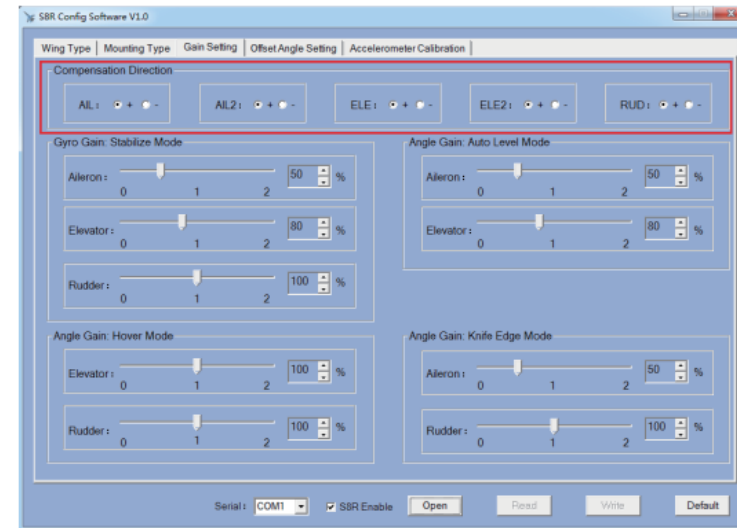 SBR Config Software V1.0
Wing Type Mounting Type Gain Setting Offset Angle Setting Accelerometer Calibration
Compensation Direction
AIL: + - AIL2: + - ELE: + - ELE2: + - RUD: + -
Gyro Gain: Stabilize Mode
Aileron: 50 %
0 1 2
Elevator: 80 %
0 1 2
Rudder: 100 %
0 1 2
Angle Gain: Auto Level Mode
Aileron: 50 %
0 1 2
Elevator: 80 %
0 1 2
Angle Gain: Hover Mode
Elevator: 100 %
0 1 2
Rudder: 100 %
0 1 2
Angle Gain: Knife Edge Mode
Aileron: 50 %
0 1 2
Rudder: 100 %
0 1 2
Serial: COM1 SBR Enable Open Read Write Default